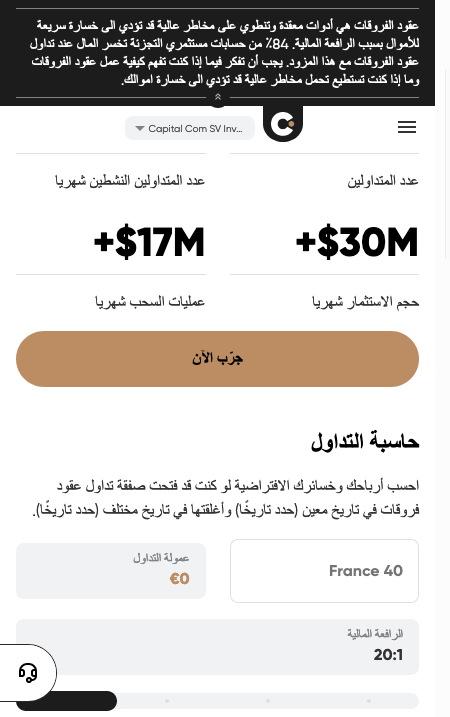 عقود الفروقات هي أدوات معقدة وتنطوي على مخاطر عالية قد تؤدي الى خسارة سريعة
للأموال بسبب الرافعة المالية. 84٪ من حسابات مستثمري التجزئة تخسر المال عند تداول
عقود الفروقات مع هذا المزود. يجب أن تفكر فيما إذا كنت تفهم كيفية عمل عقود الفروقات
وما إذا كنت تستطيع تحمل مخاطر عالية قد تؤدي الى خسارة اموالك.
Capital Com SV Inv...
عدد المتداولين
عدد المتداولين النشطين شهريا
$30M+
$17M+
حجم الاستثمار شهريا
عمليات السحب شهريا
جرّب الآن
حاسبة التداول
احسب أرباحك وخسائرك الافتراضية لو كنت قد فتحت صفقة تداول عقود
فروقات في تاريخ معين (حدد تاريخًا) وأغلقتها في تاريخ مختلف (حدد تاريخًا).
France 40
عمولة التداول
€0
الرافعة المالية
20:1